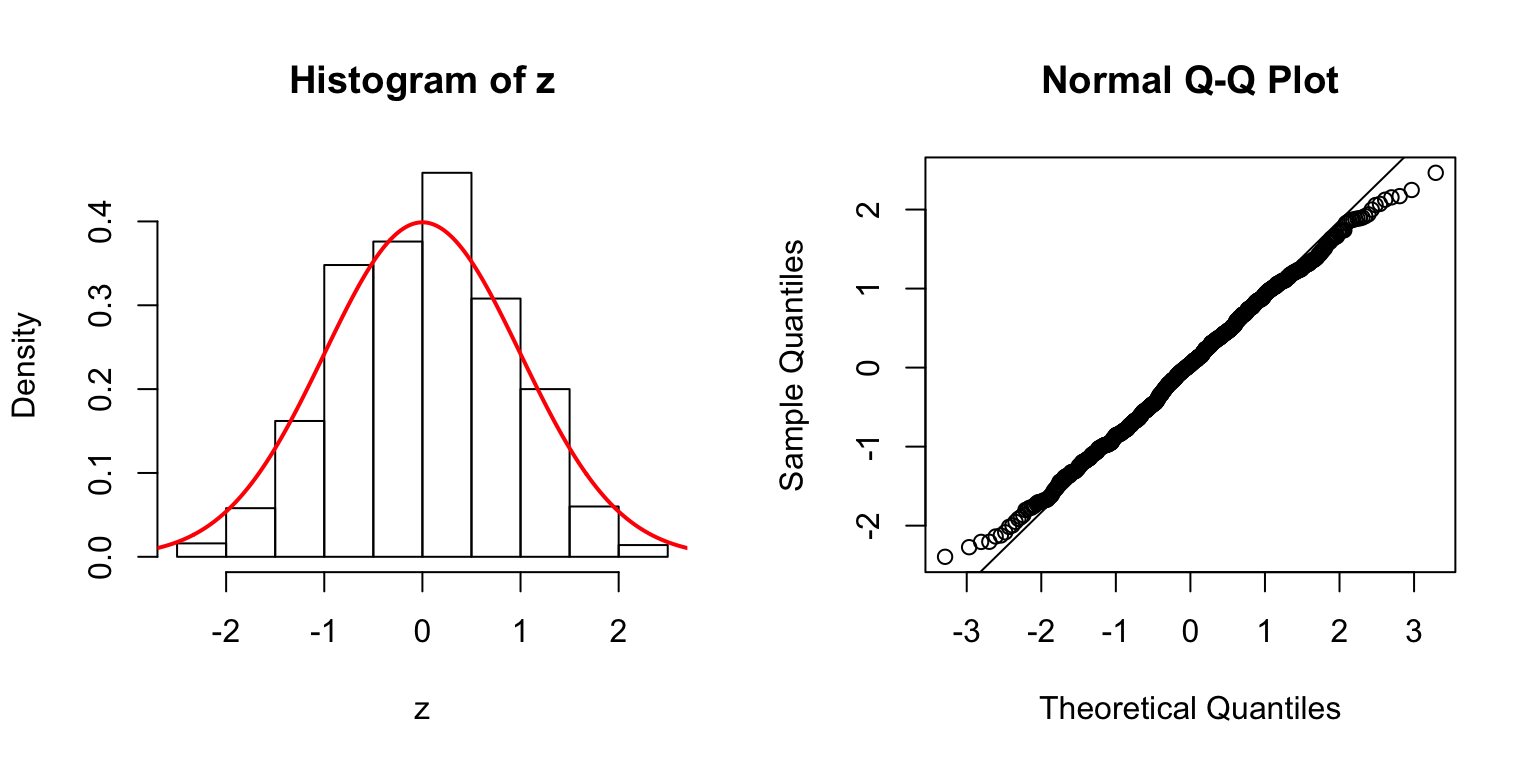 Histogram of z
Density
0.0 0.1 0.2 0.3 0.4
-2 -1 0 1 2
z
Normal Q-Q Plot
Sample Quantiles
-2 -1 0 1 2
-3 -2 -1 0 1 2 3
Theoretical Quantiles